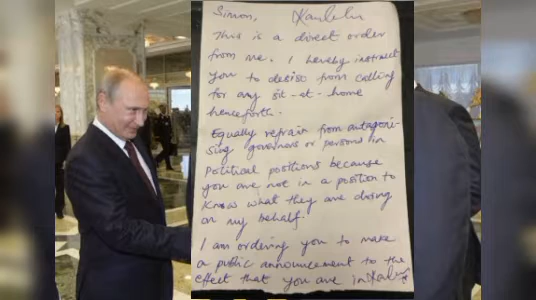 Simon,
This is a direct order
from me. I hereby instruct
you to desist from calling
for any sit-at-home
henceforth.
Equally refrain from antagoni-
sing governors or persons in
political positions because
you are not in a position to
know what they are doing
on my behalf.
I am ordering you to make
a public announcement to the
effect that you are in